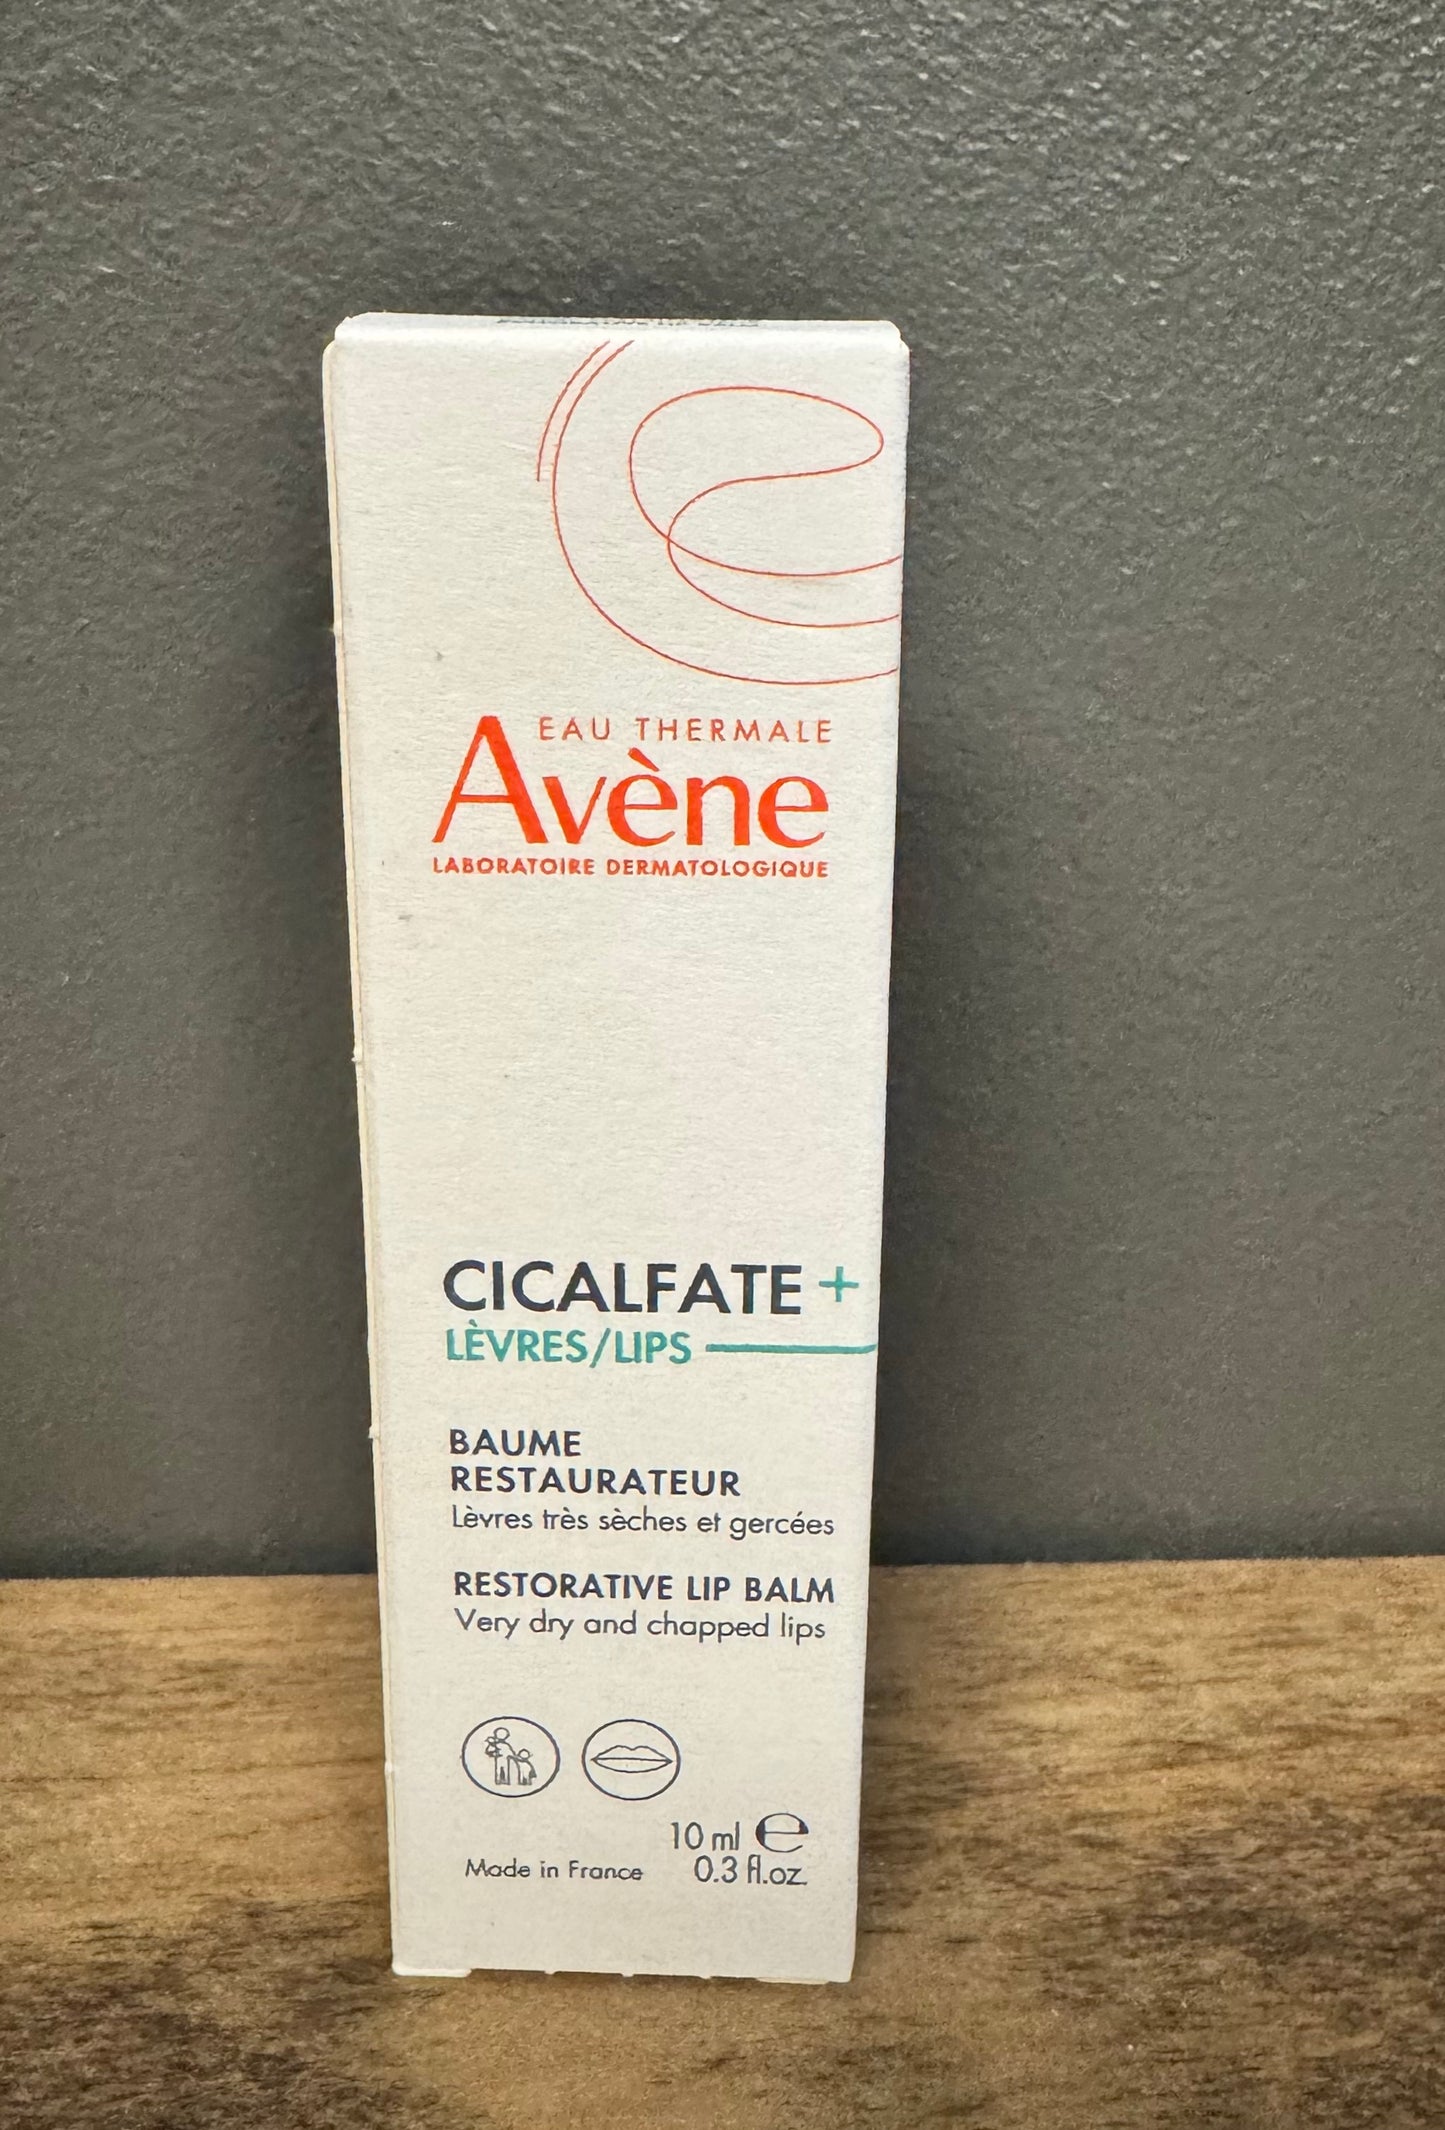 EAU THERMALE
Avène
LABORATOIRE DERMATOLOGIQUE
CICALFATE +
LÈVRES/LIPS
BAUME
RESTAURATEUR
Lèvres très sèches et gercées
RESTORATIVE LIP BALM
Very dry and chapped lips
10 ml ℮
Made in France 0.3 fl.oz.